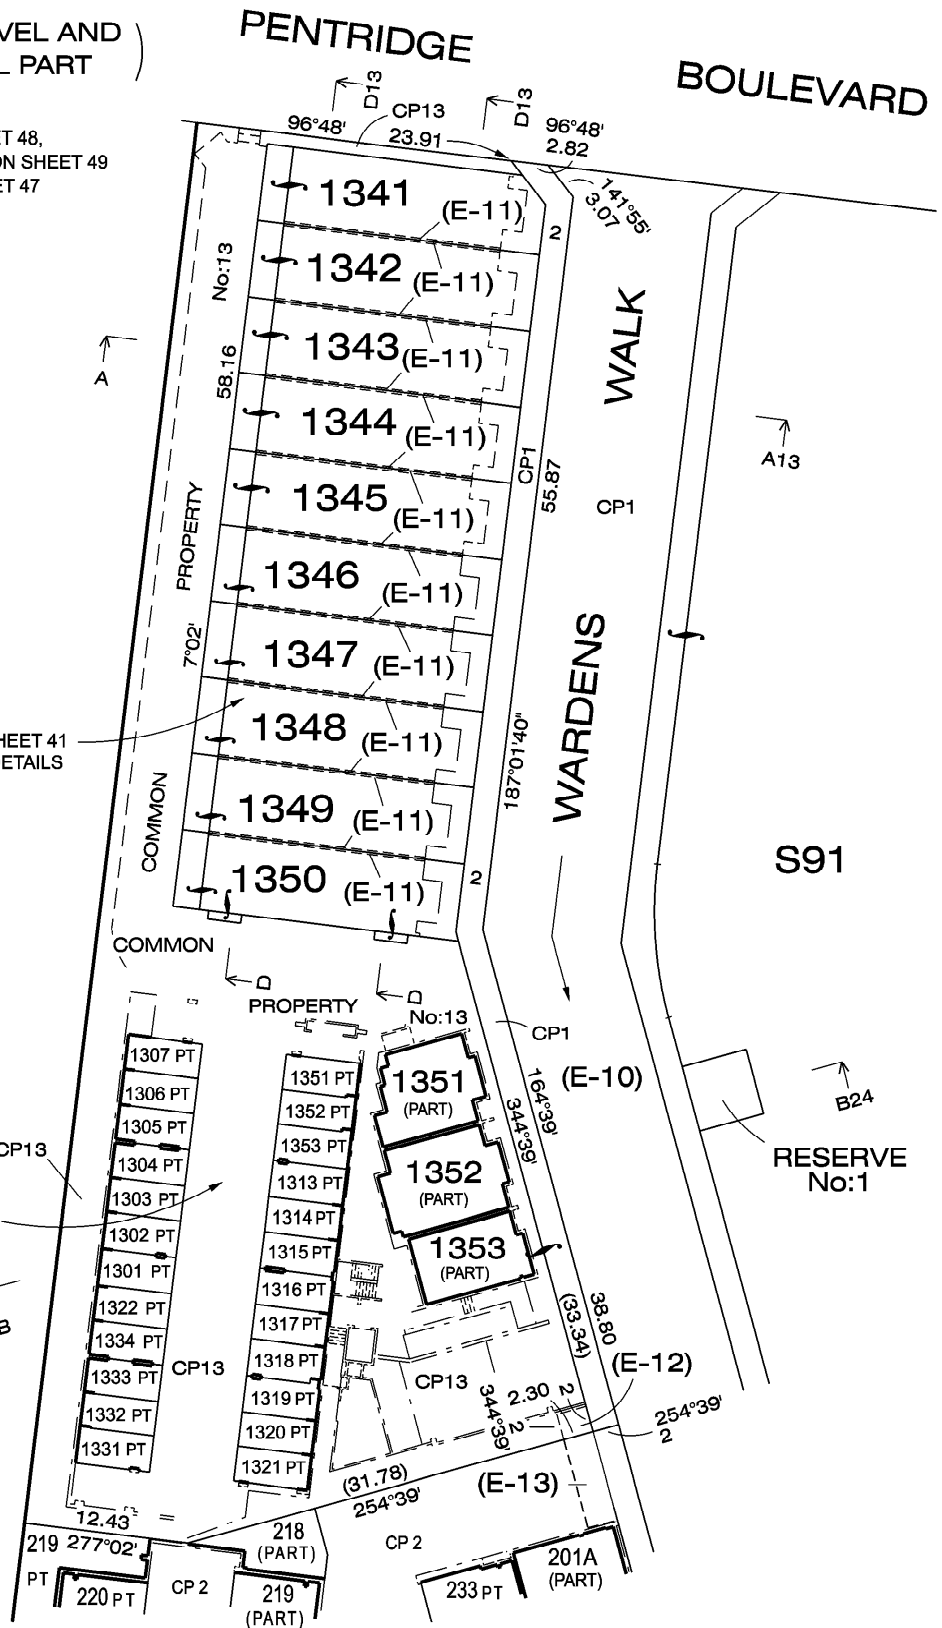 VEL AND
L PART
PENTRIDGE
BOULEVARD
ET 48,
ON SHEET 49
ET 47
D13
D13
CP13
96°48'
23.91
96°48'
2.82
141°55'
3.07
1341
(E-11)
2
1342
(E-11)
No:13
1343
(E-11)
WALK
A
58.16
1344
(E-11)
A13
CP1
55.87
CP1
1345
(E-11)
PROPERTY
1346
(E-11)
7°02'
1347
(E-11)
WARDENS
1348
(E-11)
HEET 41
ETAILS
187°01'40"
1349
(E-11)
COMMON
1350
(E-11)
2
S91
COMMON
D
D
PROPERTY
No:13
CP1
1307 PT
1306 PT
1305 PT
1304 PT
1303 PT
1302 PT
1301 PT
1322 PT
1334 PT
1333 PT
1332 PT
1331 PT
1351 PT
1352 PT
1353 PT
1313 PT
1314 PT
1315 PT
1316 PT
1317 PT
1318 PT
1319 PT
1320 PT
1321 PT
1351
(PART)
1352
(PART)
1353
(PART)
(E-10)
164°39'
344°39'
B24
RESERVE
No:1
CP13
B
CP13
CP13
38.80
(33.34)
(E-12)
2.30
2
344°39'
2
254°39'
2
(31.78)
254°39'
(E-13)
12.43
277°02'
219
PT
220 PT
CP 2
218
(PART)
219
(PART)
CP 2
233 PT
201A
(PART)